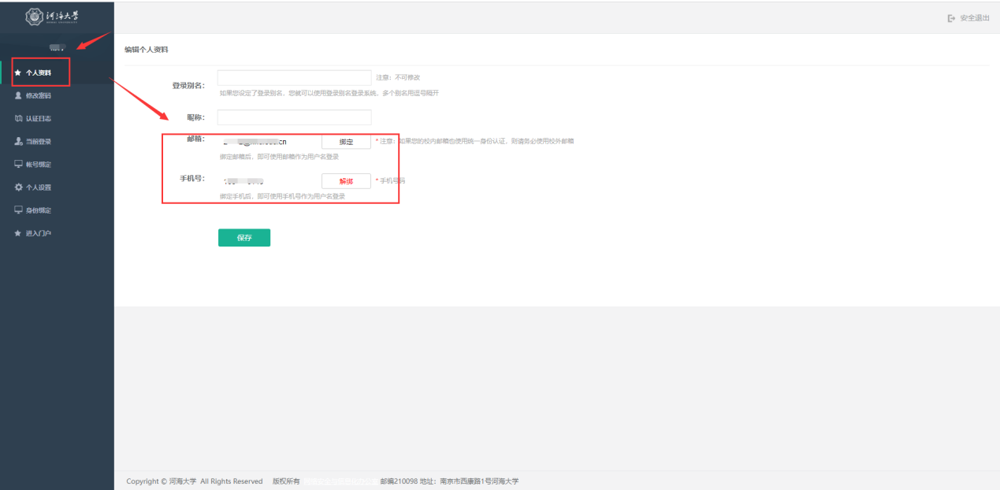 河海大学
HOHAI UNIVERSITY
安全退出
编辑个人资料
个人资料
修改密码
认证日志
当前登录
帐号绑定
个人设置
身份绑定
进入门户
登录别名：
注意：不可修改
如果您设定了登录别名，您就可以使用登录别名登录系统，多个别名用逗号隔开
昵称：
邮箱：
.cn
绑定
*注意：如果您的校内邮箱也使用统一身份认证，则请务必使用校外邮箱
绑定邮箱后，即可使用邮箱作为用户名登录
手机号：
解绑
*手机号码
绑定手机后，即可使用手机号作为用户名登录
保存
Copyright © 河海大学 All Rights Reserved 版权所有 邮编210098 地址：南京市西康路1号河海大学